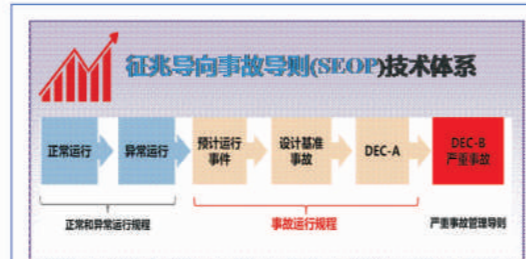 征兆导向事故导则(SEOP)技术体系
正常运行
异常运行
预计运行
事件
设计基准
事故
DEC-A
DEC-B
严重事故
正常和异常运行规程
事故运行规程
严重事故管理导则